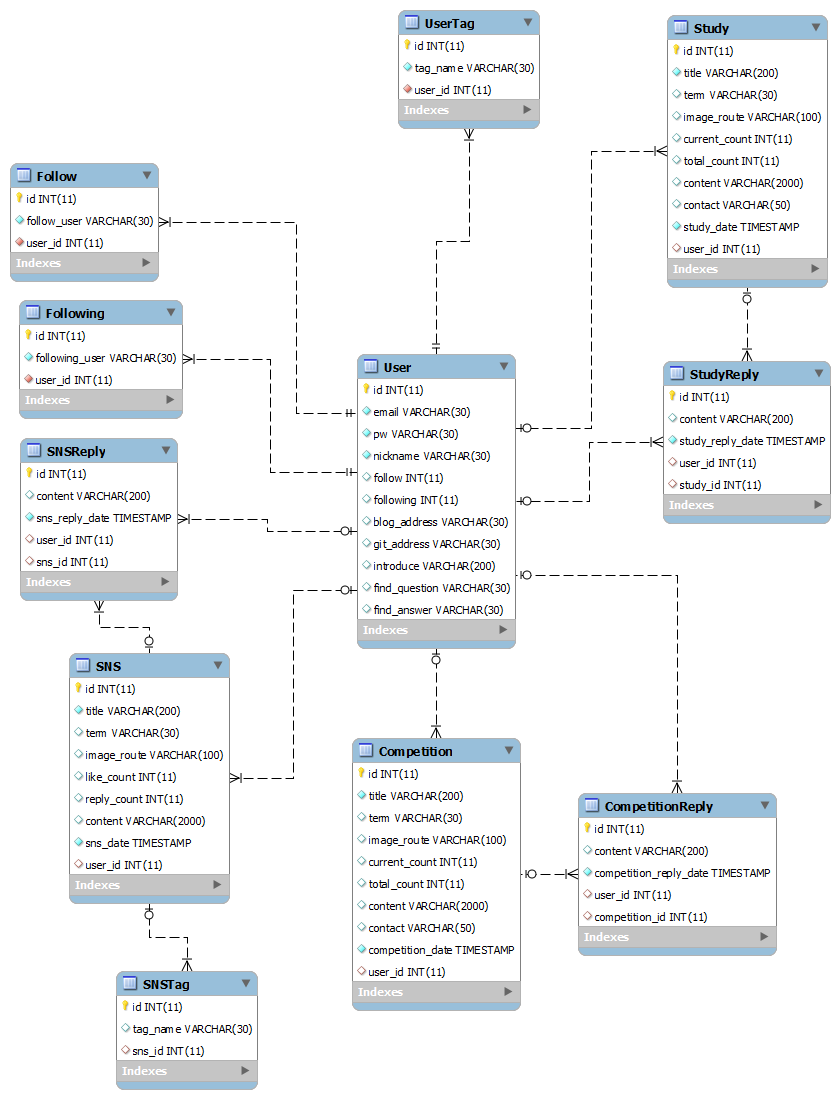 UserTag
id INT(11)
tag_name VARCHAR(30)
user_id INT(11)
Indexes
Study
id INT(11)
title VARCHAR(200)
term VARCHAR(30)
image_route VARCHAR(100)
current_count INT(11)
total_count INT(11)
content VARCHAR(2000)
contact VARCHAR(50)
study_date TIMESTAMP
user_id INT(11)
Indexes
Follow
id INT(11)
follow_user VARCHAR(30)
user_id INT(11)
Indexes
Following
id INT(11)
following_user VARCHAR(30)
user_id INT(11)
Indexes
User
id INT(11)
email VARCHAR(30)
pw VARCHAR(30)
nickname VARCHAR(30)
follow INT(11)
following INT(11)
blog_address VARCHAR(30)
git_address VARCHAR(30)
introduce VARCHAR(200)
find_question VARCHAR(30)
find_answer VARCHAR(30)
Indexes
StudyReply
id INT(11)
content VARCHAR(200)
study_reply_date TIMESTAMP
user_id INT(11)
study_id INT(11)
Indexes
SNSReply
id INT(11)
content VARCHAR(200)
sns_reply_date TIMESTAMP
user_id INT(11)
sns_id INT(11)
Indexes
SNS
id INT(11)
title VARCHAR(200)
term VARCHAR(30)
image_route VARCHAR(100)
like_count INT(11)
reply_count INT(11)
content VARCHAR(2000)
sns_date TIMESTAMP
user_id INT(11)
Indexes
Competition
id INT(11)
title VARCHAR(200)
term VARCHAR(30)
image_route VARCHAR(100)
current_count INT(11)
total_count INT(11)
content VARCHAR(2000)
contact VARCHAR(50)
competition_date TIMESTAMP
user_id INT(11)
Indexes
CompetitionReply
id INT(11)
content VARCHAR(200)
competition_reply_date TIMESTAMP
user_id INT(11)
competition_id INT(11)
Indexes
SNSTag
id INT(11)
tag_name VARCHAR(30)
sns_id INT(11)
Indexes